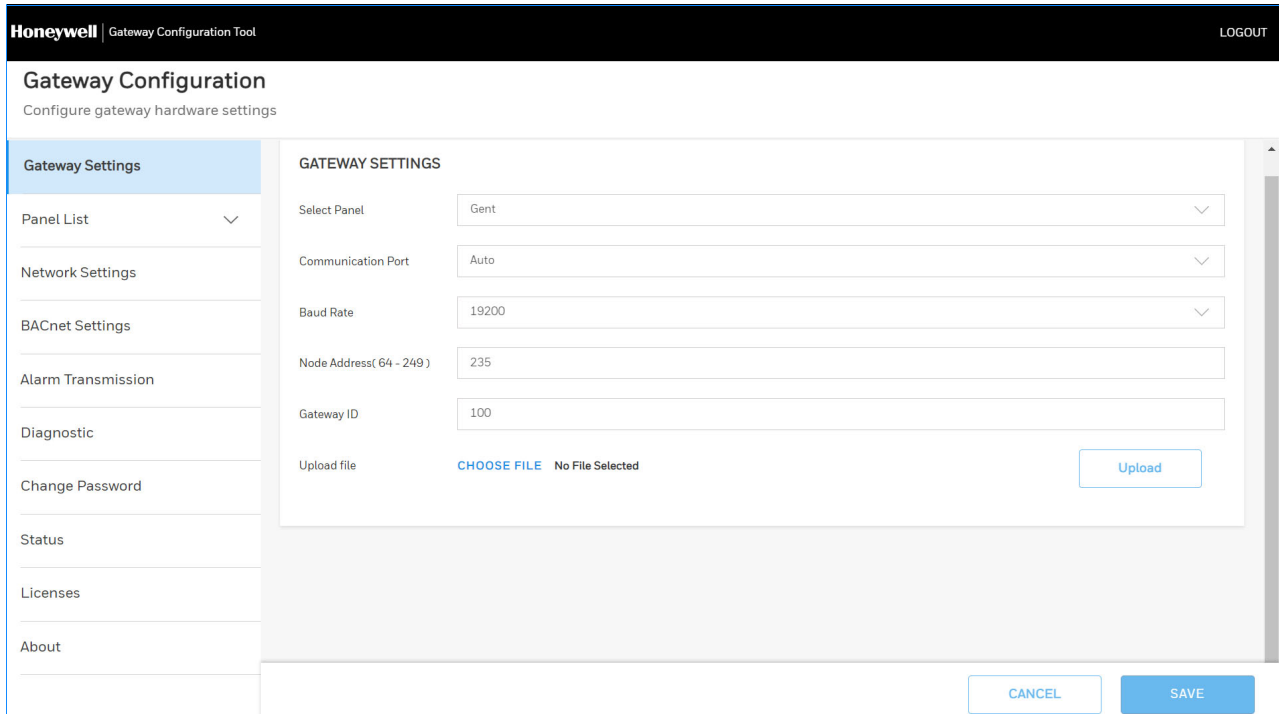 Honeywell | Gateway Configuration Tool LOGOUT
Gateway Configuration
Configure gateway hardware settings
Gateway Settings
Panel List
Network Settings
BACnet Settings
Alarm Transmission
Diagnostic
Change Password
Status
Licenses
About
GATEWAY SETTINGS
Select Panel Gent
Communication Port Auto
Baud Rate 19200
Node Address( 64 - 249 ) 235
Gateway ID 100
Upload file CHOOSE FILE No File Selected Upload
CANCEL SAVE